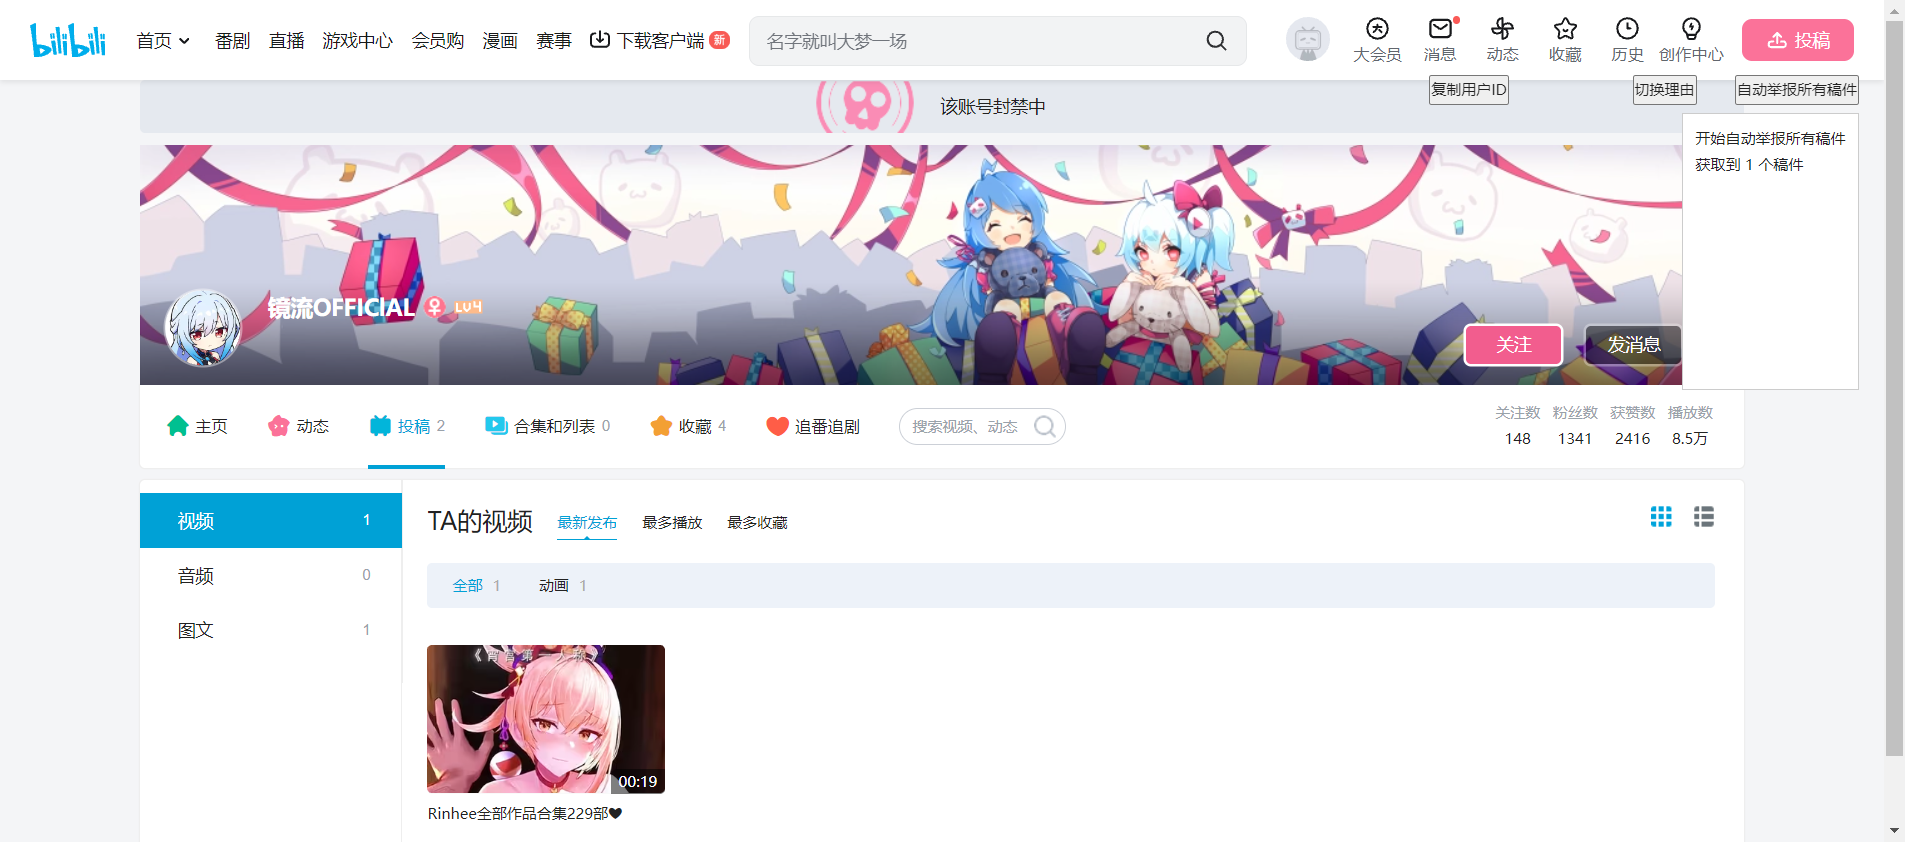 bilibili
首页 番剧 直播 游戏中心 会员购 漫画 赛事 下载客户端 新
名字就叫大梦一场
大会员 消息 动态 收藏 历史 创作中心 投稿
复制用户ID 切换理由 自动举报所有稿件
该账号封禁中
开始自动举报所有稿件
获取到 1 个稿件
镜流OFFICIAL LV4
关注 发消息
主页 动态 投稿 2 合集和列表 0 收藏 4 追番追剧 搜索视频、动态
关注数 粉丝数 获赞数 播放数
148 1341 2416 8.5万
视频 1
音频 0
图文 1
TA的视频 最新发布 最多播放 最多收藏
全部 1 动画 1
《宵宫第一人称》
00:19
Rinhee全部作品合集229部♥